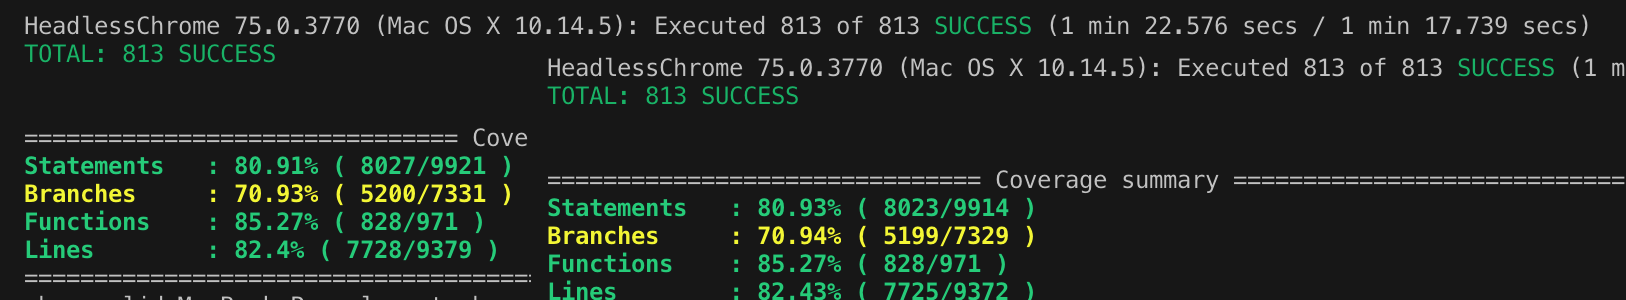 HeadlessChrome 75.0.3770 (Mac OS X 10.14.5): Executed 813 of 813 SUCCESS (1 min 22.576 secs / 1 min 17.739 secs)
TOTAL: 813 SUCCESS
=============================== Cove
Statements   : 80.91% ( 8027/9921 )
Branches     : 70.93% ( 5200/7331 )
Functions    : 85.27% ( 828/971 )
Lines        : 82.4% ( 7728/9379 )
====================================
HeadlessChrome 75.0.3770 (Mac OS X 10.14.5): Executed 813 of 813 SUCCESS (1 m
TOTAL: 813 SUCCESS
=============================== Coverage summary ============================
Statements   : 80.93% ( 8023/9914 )
Branches     : 70.94% ( 5199/7329 )
Functions    : 85.27% ( 828/971 )
Lines        : 82.43% ( 7725/9372 )